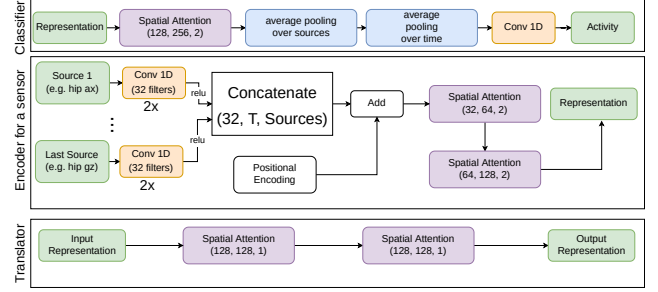 Classifier
Representation
Spatial Attention
(128, 256, 2)
average pooling
over sources
average
pooling
over time
Conv 1D
Activity
Encoder for a sensor
Source 1
(e.g. hip ax)
Conv 1D
(32 filters)
2x
relu
...
Last Source
(e.g. hip gz)
Conv 1D
(32 filters)
2x
relu
Concatenate
(32, T, Sources)
Positional
Encoding
Add
Spatial Attention
(32, 64, 2)
Spatial Attention
(64, 128, 2)
Representation
Translator
Input
Representation
Spatial Attention
(128, 128, 1)
Spatial Attention
(128, 128, 1)
Output
Representation